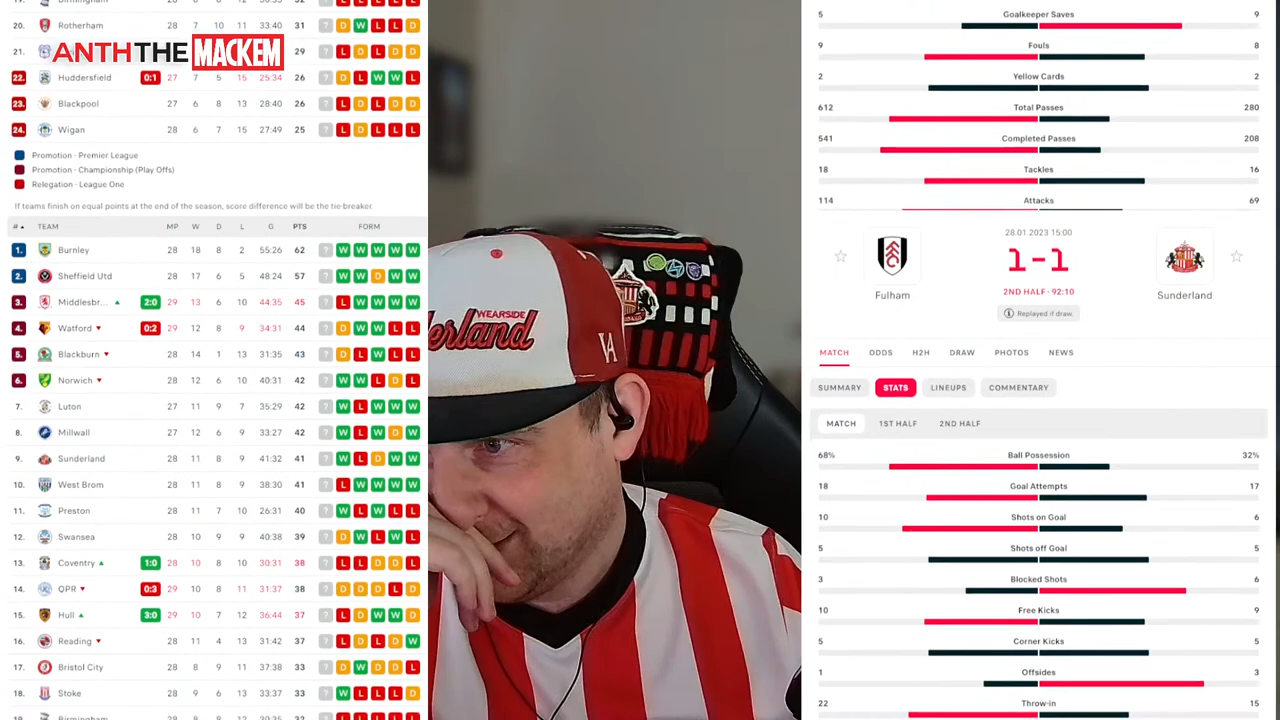 20. Rotherham 28 7 10 11 33:40 31 ? D W L L D
ANTHTHE MACKEM
21. 29 ? L D L D D
22. Huddersfield 0:1 27 7 5 15 25:34 26 ? D L W W L
23. Blackpool 27 6 8 13 28:40 26 ? L D L D D
24. Wigan 28 6 7 15 27:49 25 ? L D L L L
Promotion - Premier League
Promotion - Championship (Play Offs)
Relegation - League One
If teams finish on equal points at the end of the season, score difference will be the tie-breaker.
# TEAM MP W D L G PTS FORM
1. Burnley 28 18 8 2 55:26 62 ? W W W W W
2. Sheffield Utd 28 17 6 5 48:24 57 ? W W D W W
3. Middlesbr... 2:0 29 13 6 10 44:35 45 ? L W W W W
4. Watford 0:2 29 12 8 9 34:31 44 ? D W W L L
5. Blackburn 28 14 1 13 31:35 43 ? D L W L L
6. Norwich 28 12 6 10 40:31 42 ? W W L D L
7. Luton 27 11 9 7 35:29 42 ? W L W W W
8. Millwall 27 12 6 9 33:27 42 ? W L W D W
9. Sunderland 28 11 8 9 41:32 41 ? W L D W W
10. West Brom 28 11 8 9 38:30 41 ? L W W W W
11. Preston 28 11 7 10 26:31 40 ? W L W L L
12. Swansea 28 10 9 9 40:38 39 ? D W L W L
13. Coventry 1:0 28 10 8 10 30:31 38 ? L L D D L
14. QPR 0:3 29 10 8 11 31:37 38 ? D D D L D
15. Hull 3:0 29 10 7 12 36:44 37 ? L D W W D
16. Reading 28 11 4 13 31:42 37 ? L D L D W
17. Bristol City 28 8 9 11 37:38 33 ? D W D D L
18. Stoke 28 9 6 13 33:37 33 ? W L L L D
WEARSIDE
erland
VA
5 Goalkeeper Saves 9
9 Fouls 8
2 Yellow Cards 2
612 Total Passes 280
541 Completed Passes 208
18 Tackles 16
114 Attacks 69
28.01.2023 15:00
1-1
Fulham
2ND HALF - 92:10
Sunderland
Replayed if draw.
MATCH ODDS H2H DRAW PHOTOS NEWS
SUMMARY STATS LINEUPS COMMENTARY
MATCH 1ST HALF 2ND HALF
68% Ball Possession 32%
18 Goal Attempts 17
10 Shots on Goal 6
5 Shots off Goal 5
3 Blocked Shots 6
10 Free Kicks 9
5 Corner Kicks 5
1 Offsides 3
22 Throw-in 15